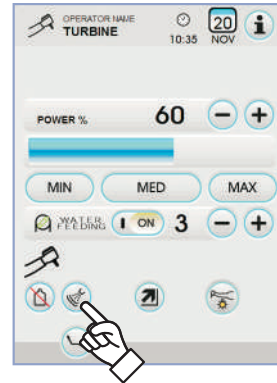 OPERATOR NAME
TURBINE
10:35
20
NOV
i
POWER % 60 - +
MIN MED MAX
WATER FEEDING I ON 3 - +